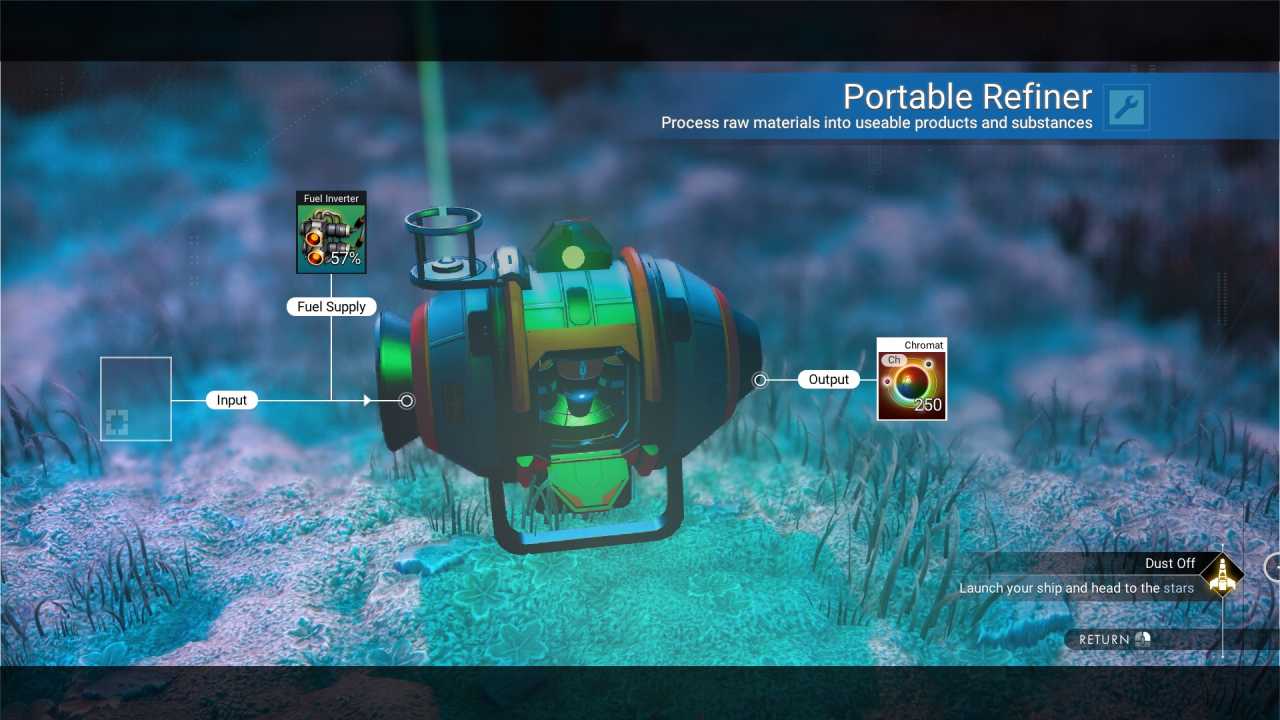 Portable Refiner
Process raw materials into useable products and substances
Fuel Inverter
57%
Fuel Supply
Input
Output
Chromat
Ch
250
Dust Off
Launch your ship and head to the stars
RETURN